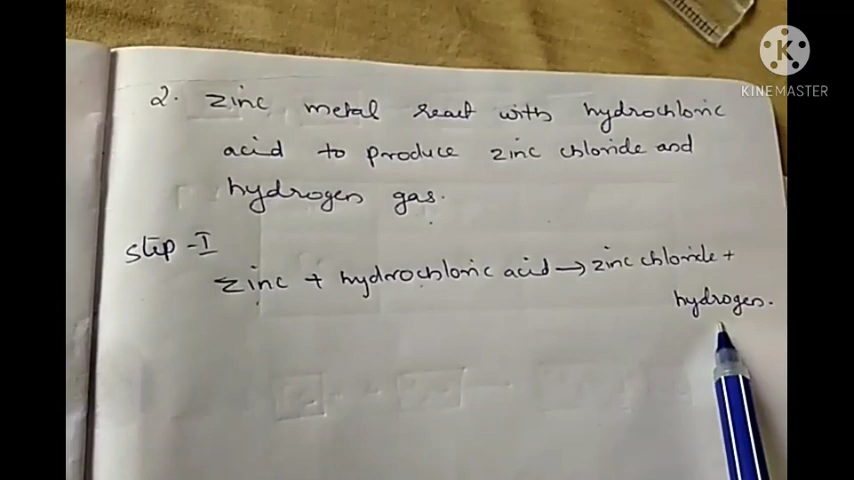 K
KINEMASTER
2. Zinc metal react with hydrochloric
acid to produce zinc chloride and
hydrogen gas.
Step - I
Zinc + hydrochloric acid → zinc chloride +
hydrogen.